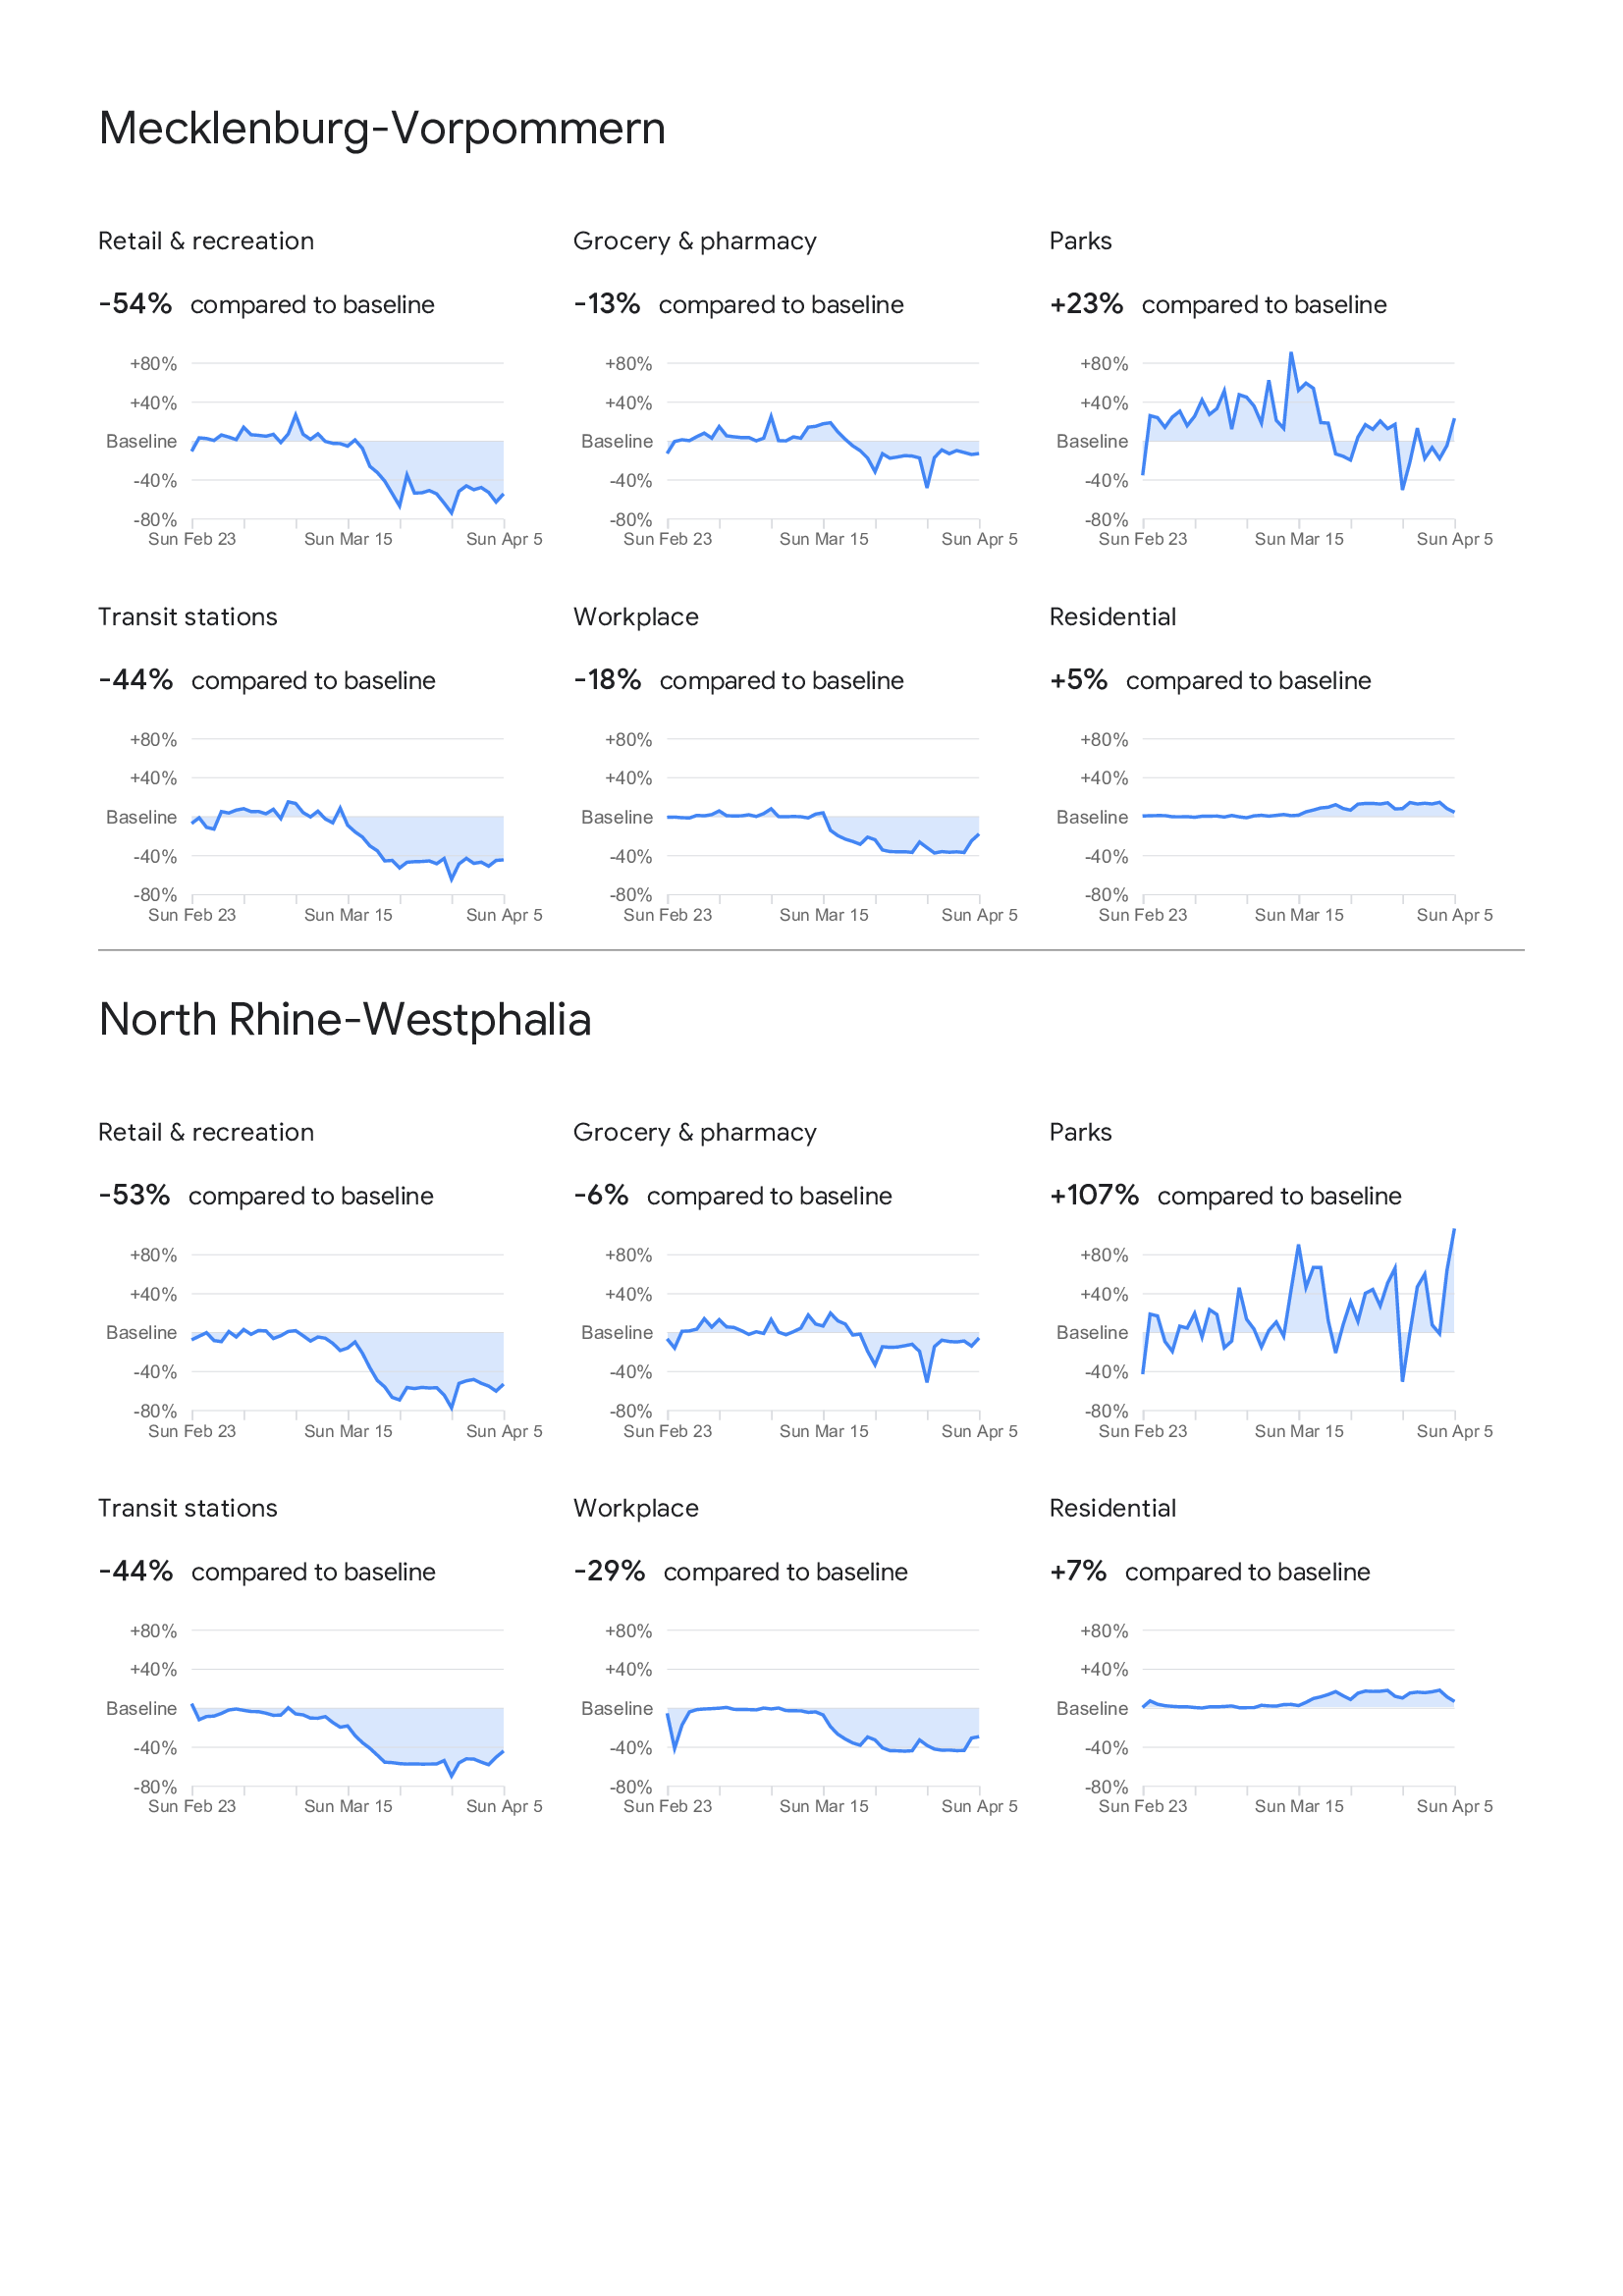 Mecklenburg-Vorpommern
Retail & recreation
-54% compared to baseline
+80%
+40%
Baseline
-40%
-80%
Sun Feb 23 Sun Mar 15 Sun Apr 5
Grocery & pharmacy
-13% compared to baseline
+80%
+40%
Baseline
-40%
-80%
Sun Feb 23 Sun Mar 15 Sun Apr 5
Parks
+23% compared to baseline
+80%
+40%
Baseline
-40%
-80%
Sun Feb 23 Sun Mar 15 Sun Apr 5
Transit stations
-44% compared to baseline
+80%
+40%
Baseline
-40%
-80%
Sun Feb 23 Sun Mar 15 Sun Apr 5
Workplace
-18% compared to baseline
+80%
+40%
Baseline
-40%
-80%
Sun Feb 23 Sun Mar 15 Sun Apr 5
Residential
+5% compared to baseline
+80%
+40%
Baseline
-40%
-80%
Sun Feb 23 Sun Mar 15 Sun Apr 5
North Rhine-Westphalia
Retail & recreation
-53% compared to baseline
+80%
+40%
Baseline
-40%
-80%
Sun Feb 23 Sun Mar 15 Sun Apr 5
Grocery & pharmacy
-6% compared to baseline
+80%
+40%
Baseline
-40%
-80%
Sun Feb 23 Sun Mar 15 Sun Apr 5
Parks
+107% compared to baseline
+80%
+40%
Baseline
-40%
-80%
Sun Feb 23 Sun Mar 15 Sun Apr 5
Transit stations
-44% compared to baseline
+80%
+40%
Baseline
-40%
-80%
Sun Feb 23 Sun Mar 15 Sun Apr 5
Workplace
-29% compared to baseline
+80%
+40%
Baseline
-40%
-80%
Sun Feb 23 Sun Mar 15 Sun Apr 5
Residential
+7% compared to baseline
+80%
+40%
Baseline
-40%
-80%
Sun Feb 23 Sun Mar 15 Sun Apr 5